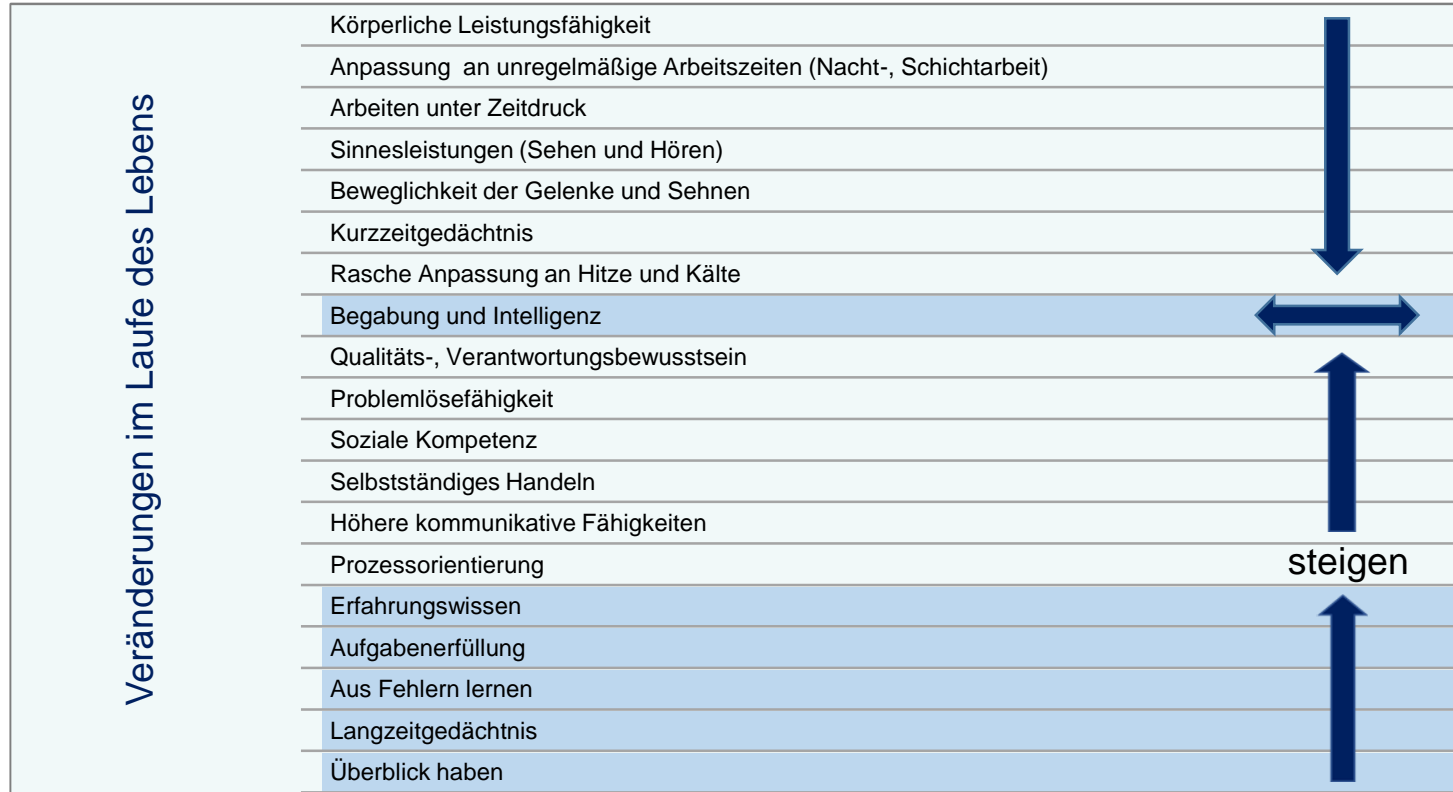 Veränderungen im Laufe des Lebens
Körperliche Leistungsfähigkeit
Anpassung an unregelmäßige Arbeitszeiten (Nacht-, Schichtarbeit)
Arbeiten unter Zeitdruck
Sinnesleistungen (Sehen und Hören)
Beweglichkeit der Gelenke und Sehnen
Kurzzeitgedächtnis
Rasche Anpassung an Hitze und Kälte
Begabung und Intelligenz
Qualitäts-, Verantwortungsbewusstsein
Problemlösefähigkeit
Soziale Kompetenz
Selbstständiges Handeln
Höhere kommunikative Fähigkeiten
Prozessorientierung
steigen
Erfahrungswissen
Aufgabenerfüllung
Aus Fehlern lernen
Langzeitgedächtnis
Überblick haben